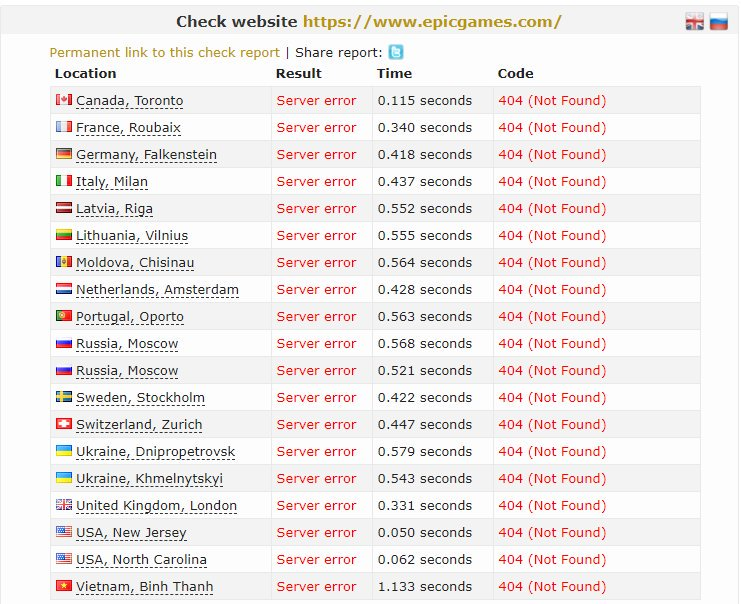 Check website https://www.epicgames.com/
Permanent link to this check report | Share report:
Location Result Time Code
Canada, Toronto Server error 0.115 seconds 404 (Not Found)
France, Roubaix Server error 0.340 seconds 404 (Not Found)
Germany, Falkenstein Server error 0.418 seconds 404 (Not Found)
Italy, Milan Server error 0.437 seconds 404 (Not Found)
Latvia, Riga Server error 0.552 seconds 404 (Not Found)
Lithuania, Vilnius Server error 0.555 seconds 404 (Not Found)
Moldova, Chisinau Server error 0.564 seconds 404 (Not Found)
Netherlands, Amsterdam Server error 0.428 seconds 404 (Not Found)
Portugal, Oporto Server error 0.563 seconds 404 (Not Found)
Russia, Moscow Server error 0.568 seconds 404 (Not Found)
Russia, Moscow Server error 0.521 seconds 404 (Not Found)
Sweden, Stockholm Server error 0.422 seconds 404 (Not Found)
Switzerland, Zurich Server error 0.447 seconds 404 (Not Found)
Ukraine, Dnipropetrovsk Server error 0.579 seconds 404 (Not Found)
Ukraine, Khmelnytskyi Server error 0.543 seconds 404 (Not Found)
United Kingdom, London Server error 0.331 seconds 404 (Not Found)
USA, New Jersey Server error 0.050 seconds 404 (Not Found)
USA, North Carolina Server error 0.062 seconds 404 (Not Found)
Vietnam, Binh Thanh Server error 1.133 seconds 404 (Not Found)